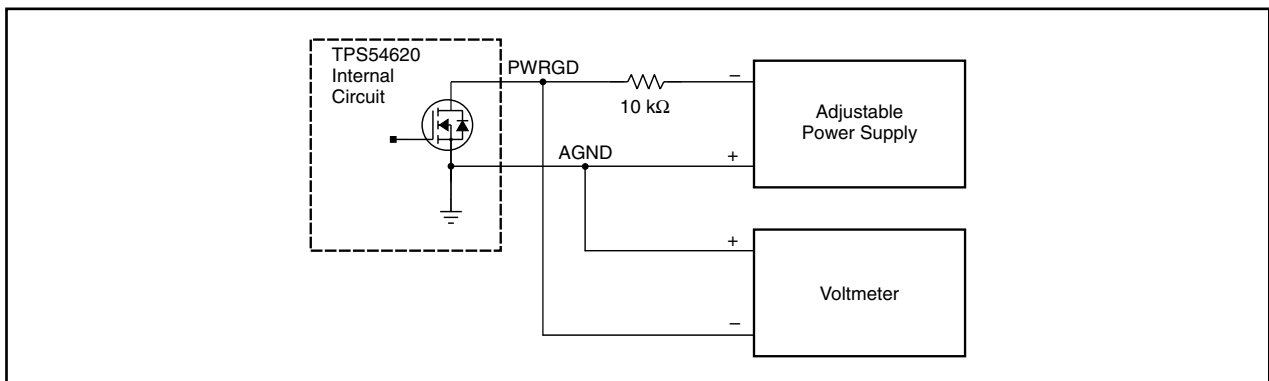 TPS54620
Internal
Circuit
PWRGD
10 kΩ
–
Adjustable
Power Supply
AGND
+
+
Voltmeter
–